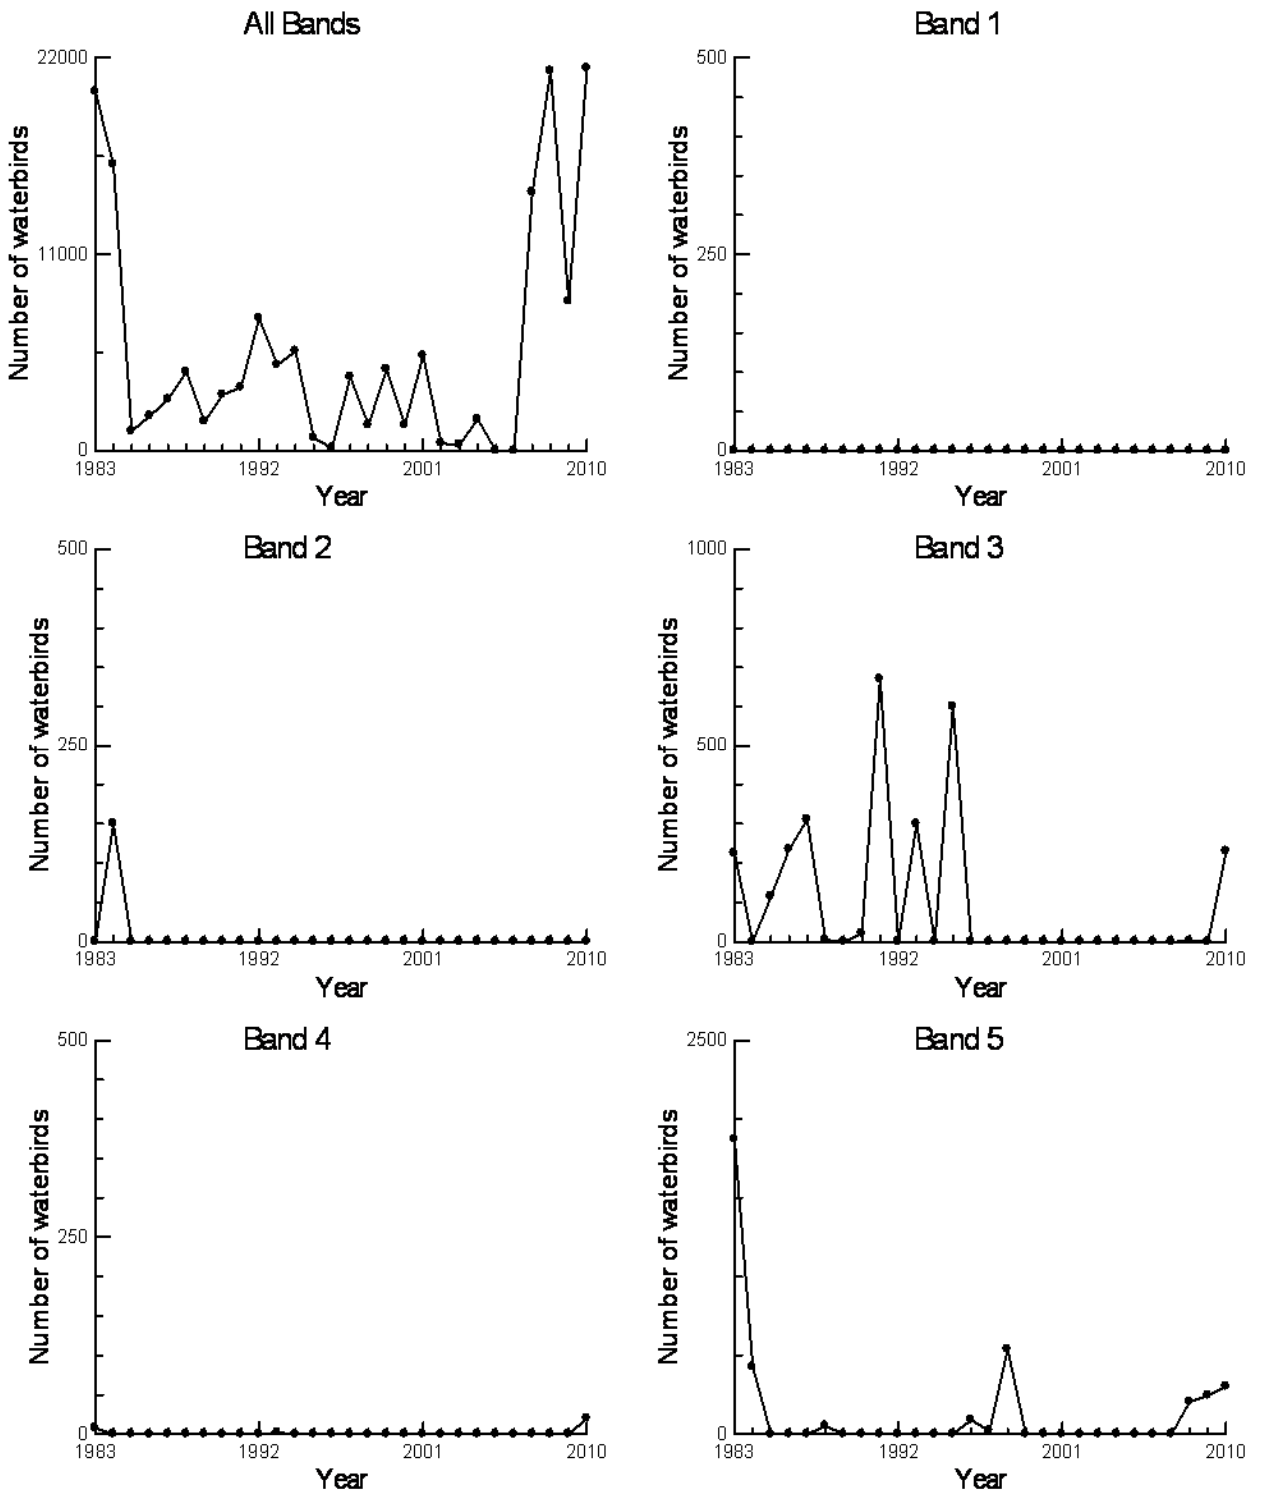 All Bands
22000
11000
0
Number of waterbirds
1983 1992 2001 2010
Year
Band 1
500
250
0
Number of waterbirds
1983 1992 2001 2010
Year
Band 2
500
250
0
Number of waterbirds
1983 1992 2001 2010
Year
Band 3
1000
500
0
Number of waterbirds
1983 1992 2001 2010
Year
Band 4
500
250
0
Number of waterbirds
1983 1992 2001 2010
Year
Band 5
2500
0
Number of waterbirds
1983 1992 2001 2010
Year